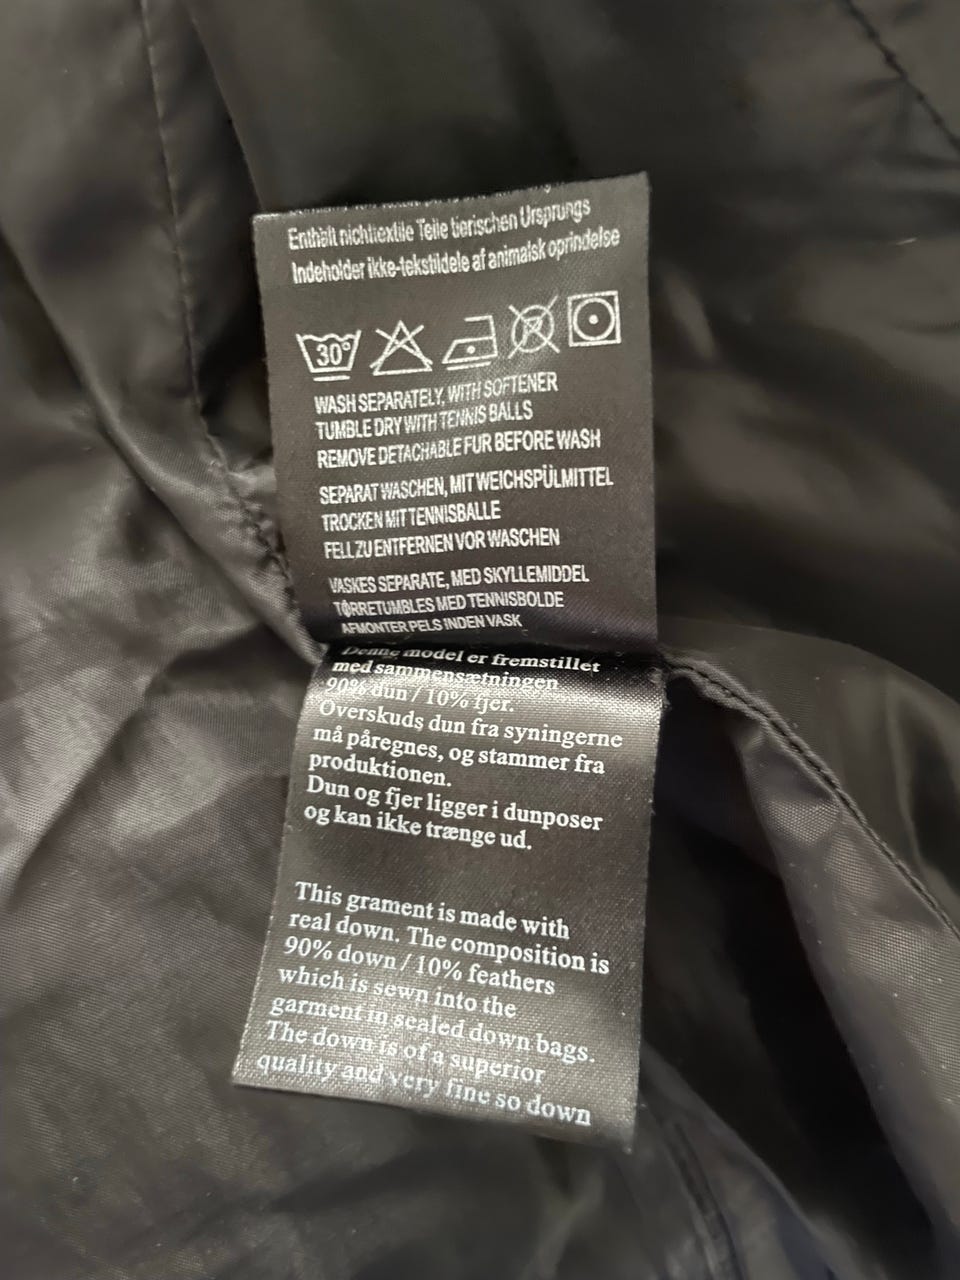 Enthält nichttextile Teile tierischen Ursprungs
Indeholder ikke-tekstildele af animalsk oprindelse
30°
WASH SEPARATELY, WITH SOFTENER
TUMBLE DRY WITH TENNIS BALLS
REMOVE DETACHABLE FUR BEFORE WASH
SEPARAT WASCHEN, MIT WEICHSPÜLMITTEL
TROCKEN MIT TENNISBALLE
FELL ZU ENTFERNEN VOR WASCHEN
VASKES SEPARATE, MED SKYLLEMIDDEL
TØRRETUMBLES MED TENNISBOLDE
AFMONTER PELS INDEN VASK
Denne model er fremstillet
med sammensætningen
90% dun / 10% fjer.
Overskuds dun fra syningerne
må påregnes, og stammer fra
produktionen.
Dun og fjer ligger i dunposer
og kan ikke trænge ud.
This grament is made with
real down. The composition is
90% down / 10% feathers
which is sewn into the
garment in sealed down bags.
The down is of a superior
quality and very fine so down